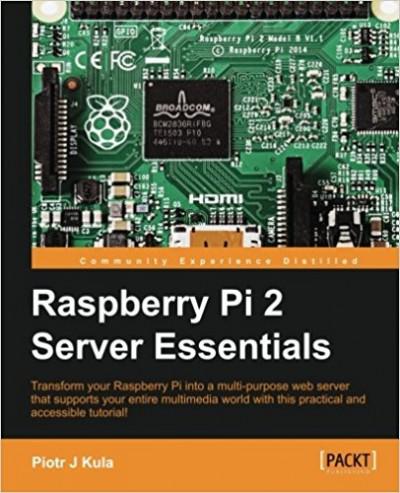 GPIO
Raspberry Pi 2 Model B V1.1
© Raspberry Pi 2014
DISPLAY
BROADCOM
HDMI
CAMERA
Community Experience Distilled
Raspberry Pi 2
Server Essentials
Transform your Raspberry Pi into a multi-purpose web server
that supports your entire multimedia world with this practical and
accessible tutorial!
Piotr J Kula
[PACKT]
PUBLISHING